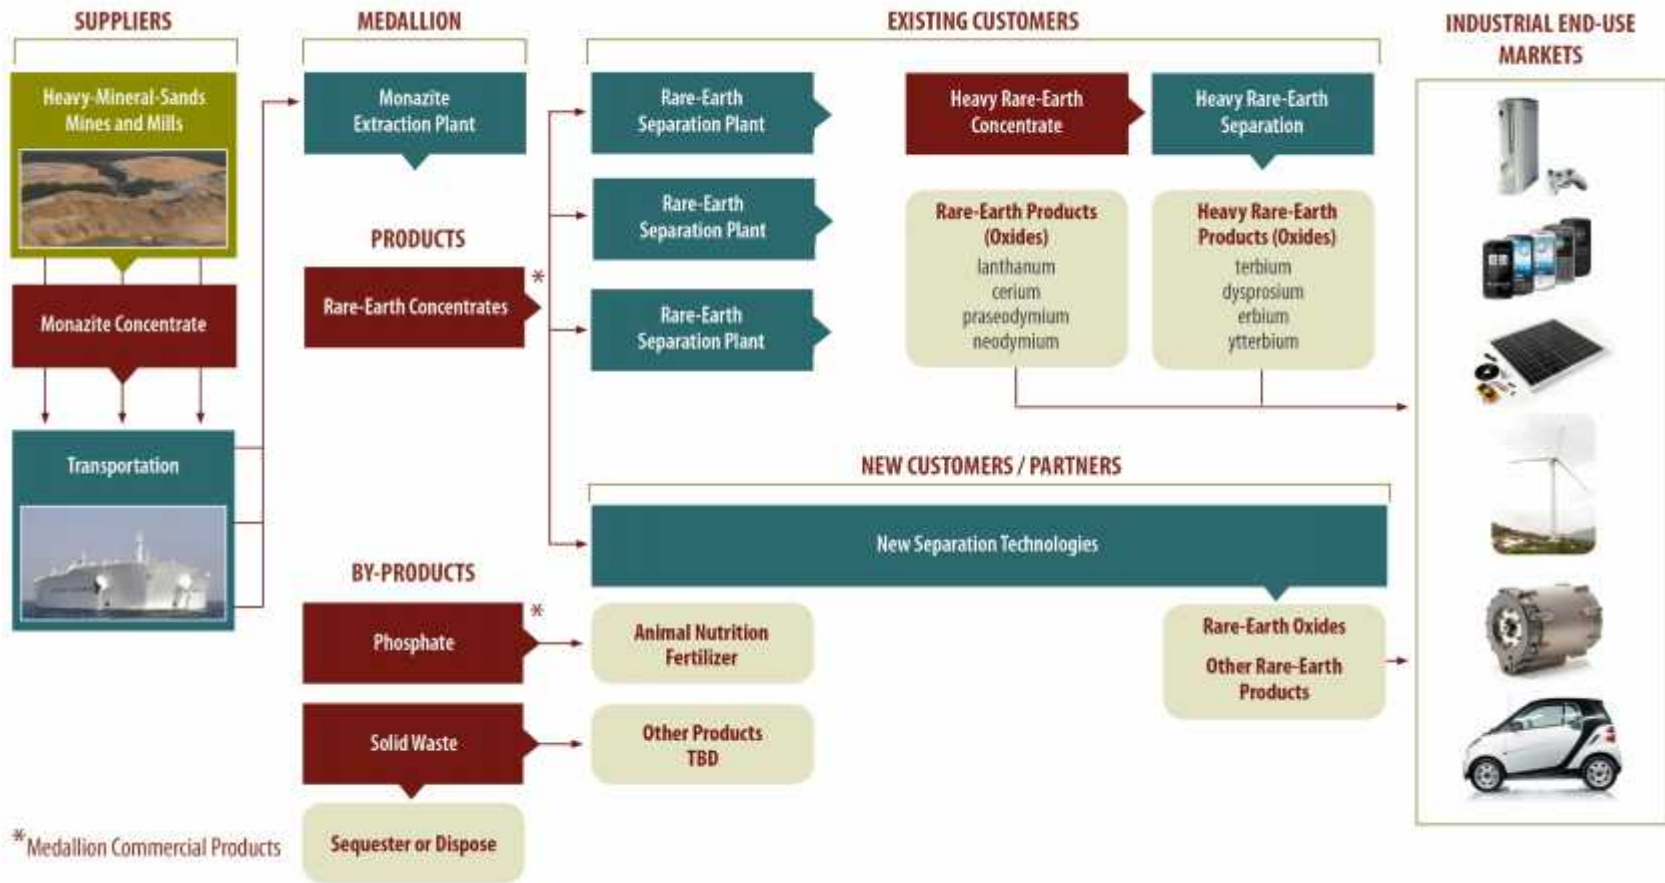 SUPPLIERS
Heavy-Mineral-Sands
Mines and Mills
Monazite Concentrate
Transportation
MEDALLION
Monazite
Extraction Plant
PRODUCTS
Rare-Earth Concentrates
*
BY-PRODUCTS
Phosphate
*
Solid Waste
Sequester or Dispose
Animal Nutrition
Fertilizer
Other Products
TBD
EXISTING CUSTOMERS
Rare-Earth
Separation Plant
Rare-Earth
Separation Plant
Rare-Earth
Separation Plant
Heavy Rare-Earth
Concentrate
Heavy Rare-Earth
Separation
Rare-Earth Products
(Oxides)
lanthanum
cerium
praseodymium
neodymium
Heavy Rare-Earth
Products (Oxides)
terbium
dysprosium
erbium
ytterbium
NEW CUSTOMERS / PARTNERS
New Separation Technologies
Rare-Earth Oxides
Other Rare-Earth
Products
INDUSTRIAL END-USE
MARKETS
*Medallion Commercial Products